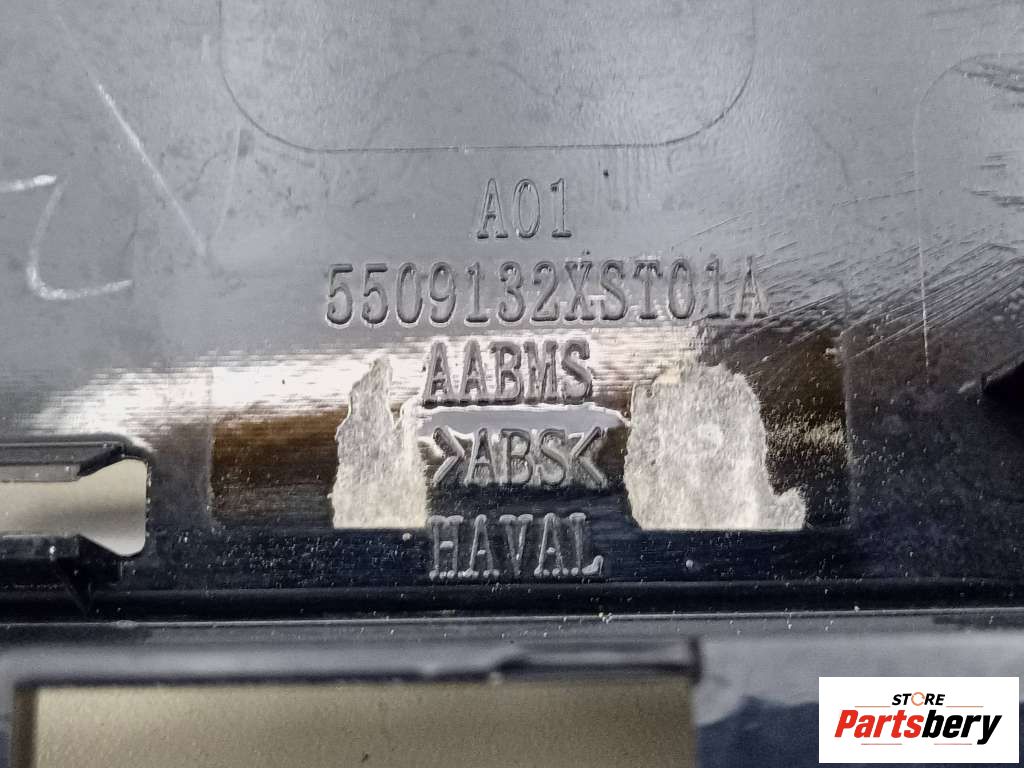 A01
5509132XST01A
AABMS
>ABS<
HAVAL
STORE
Partsbery